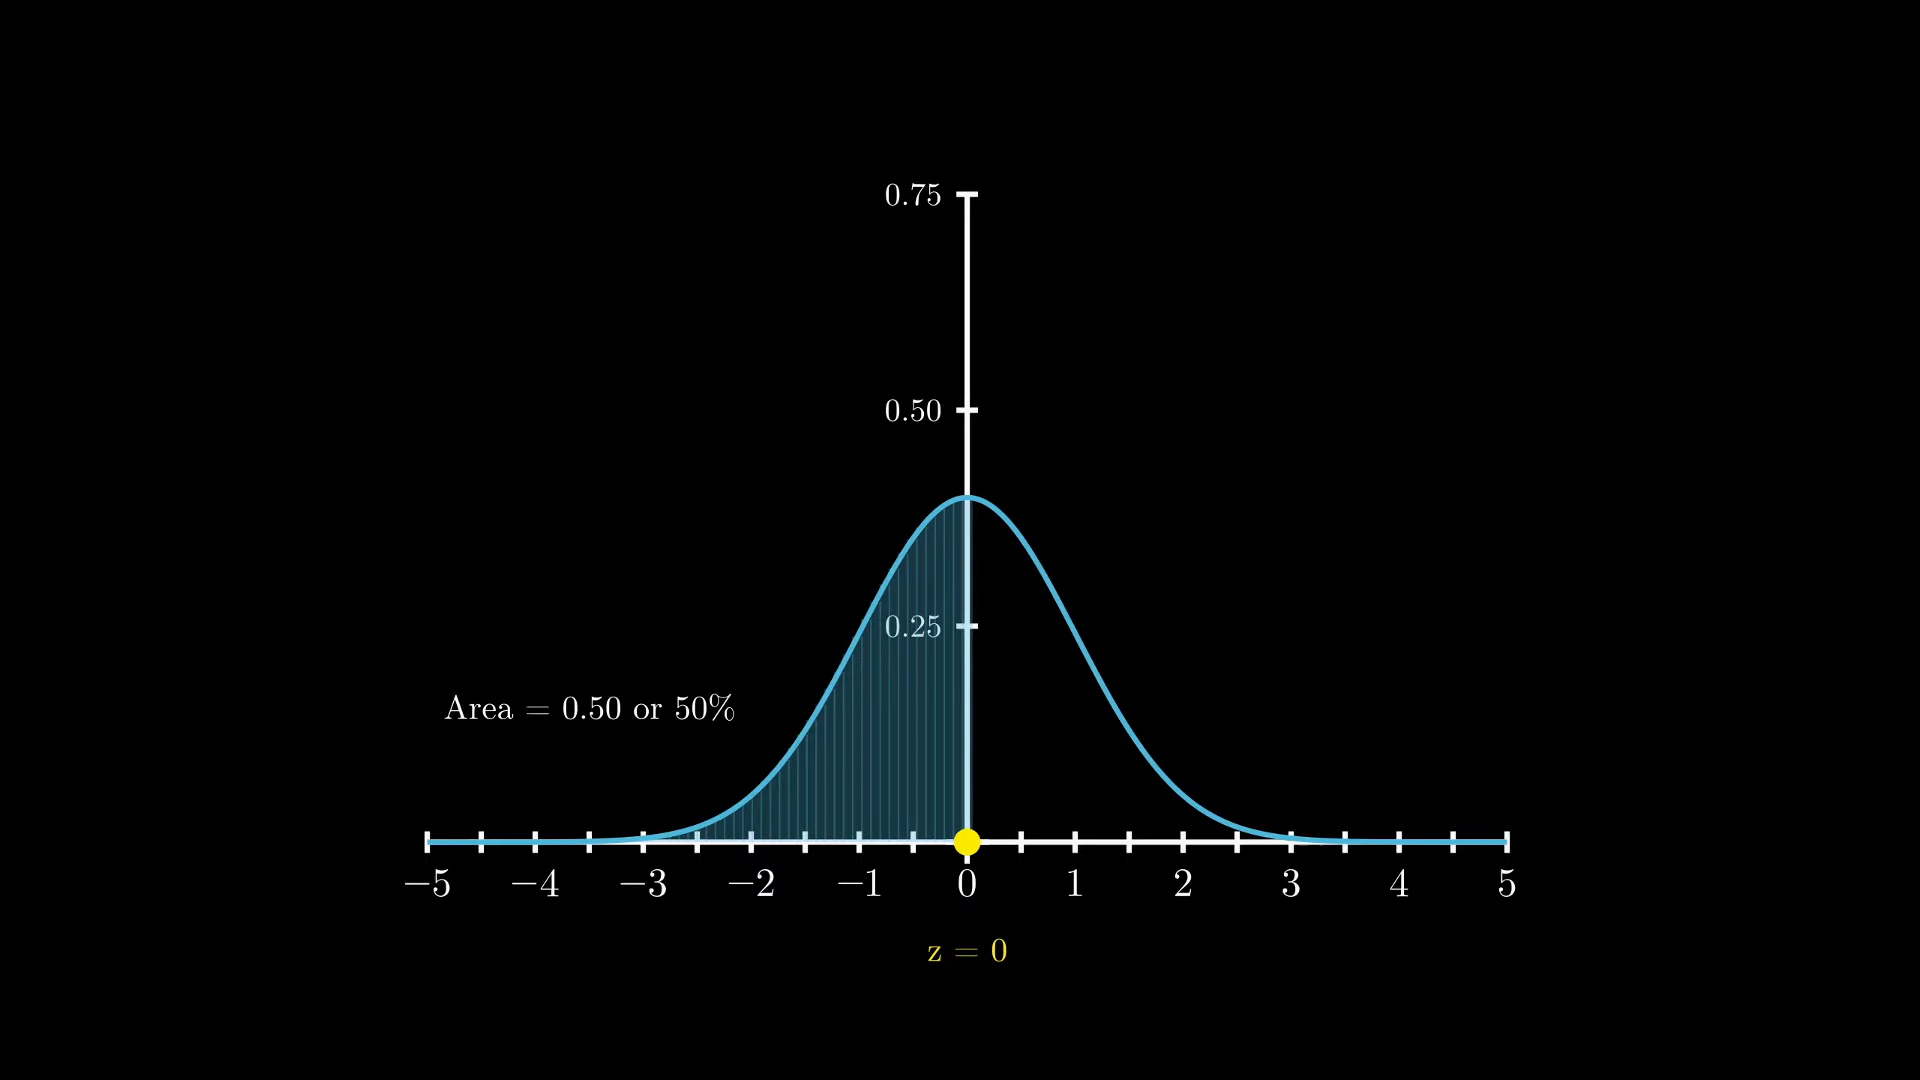 0.75
0.50
0.25
Area = 0.50 or 50%
−5 −4 −3 −2 −1 0 1 2 3 4 5
z = 0